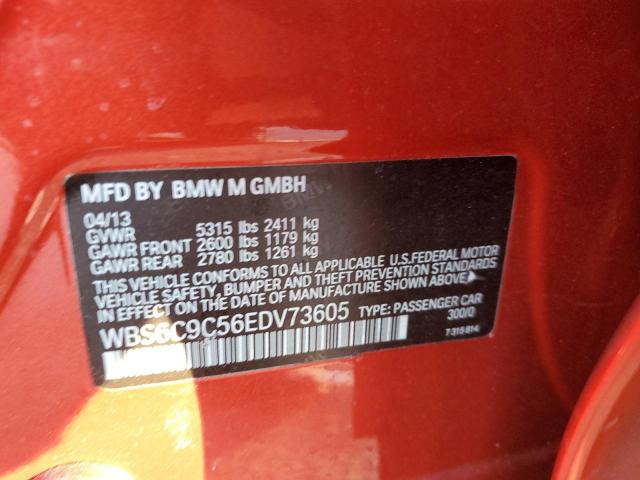 MFD BY BMW M GMBH
04/13
GVWR 5315 lbs 2411 kg
GAWR FRONT 2600 lbs 1179 kg
GAWR REAR 2780 lbs 1261 kg
THIS VEHICLE CONFORMS TO ALL APPLICABLE U.S.FEDERAL MOTOR
VEHICLE SAFETY, BUMPER AND THEFT PREVENTION STANDARDS
IN EFFECT ON THE DATE OF MANUFACTURE SHOWN ABOVE.
WBS6C9C56EDV73605 TYPE: PASSENGER CAR
300/0
7 315 814